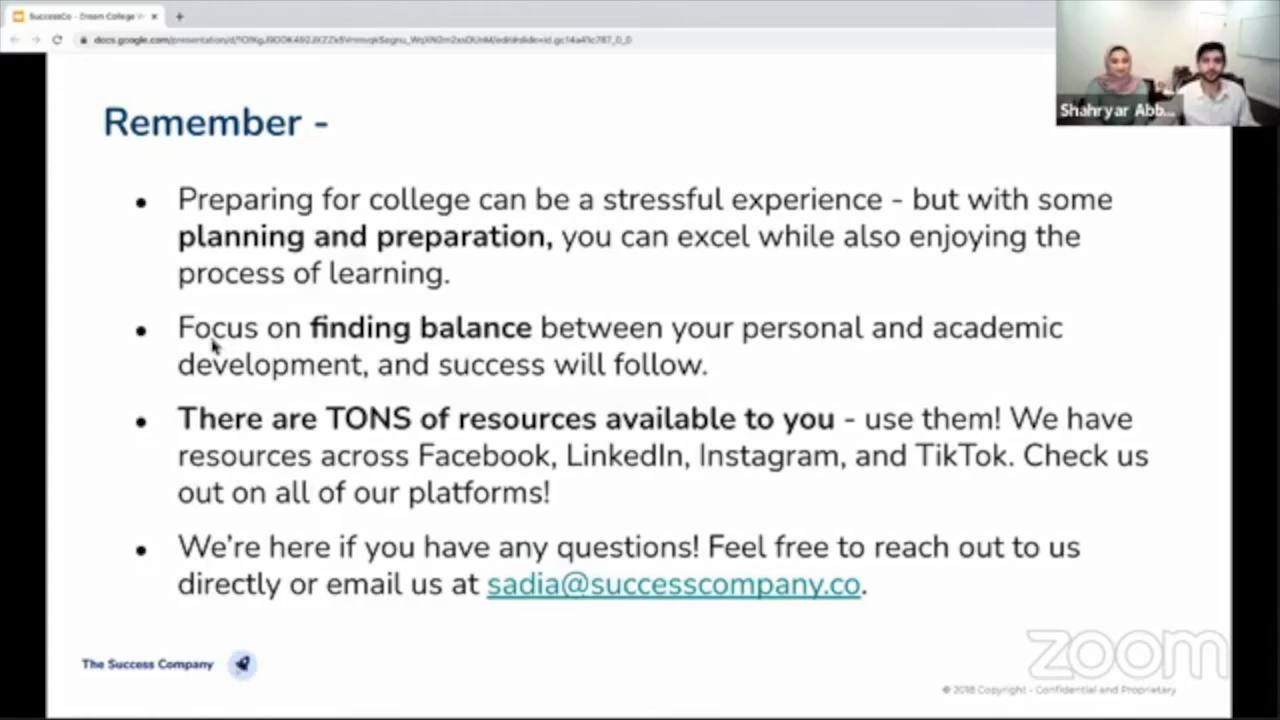 SuccessCo - Dream College
docs.google.com/presentation/d/
Shahryar Abb...
Remember -
• Preparing for college can be a stressful experience - but with some
planning and preparation, you can excel while also enjoying the
process of learning.
• Focus on finding balance between your personal and academic
development, and success will follow.
• There are TONS of resources available to you - use them! We have
resources across Facebook, LinkedIn, Instagram, and TikTok. Check us
out on all of our platforms!
• We’re here if you have any questions! Feel free to reach out to us
directly or email us at sadia@successcompany.co.
The Success Company
zoom
© 2018 Copyright - Confidential and Proprietary